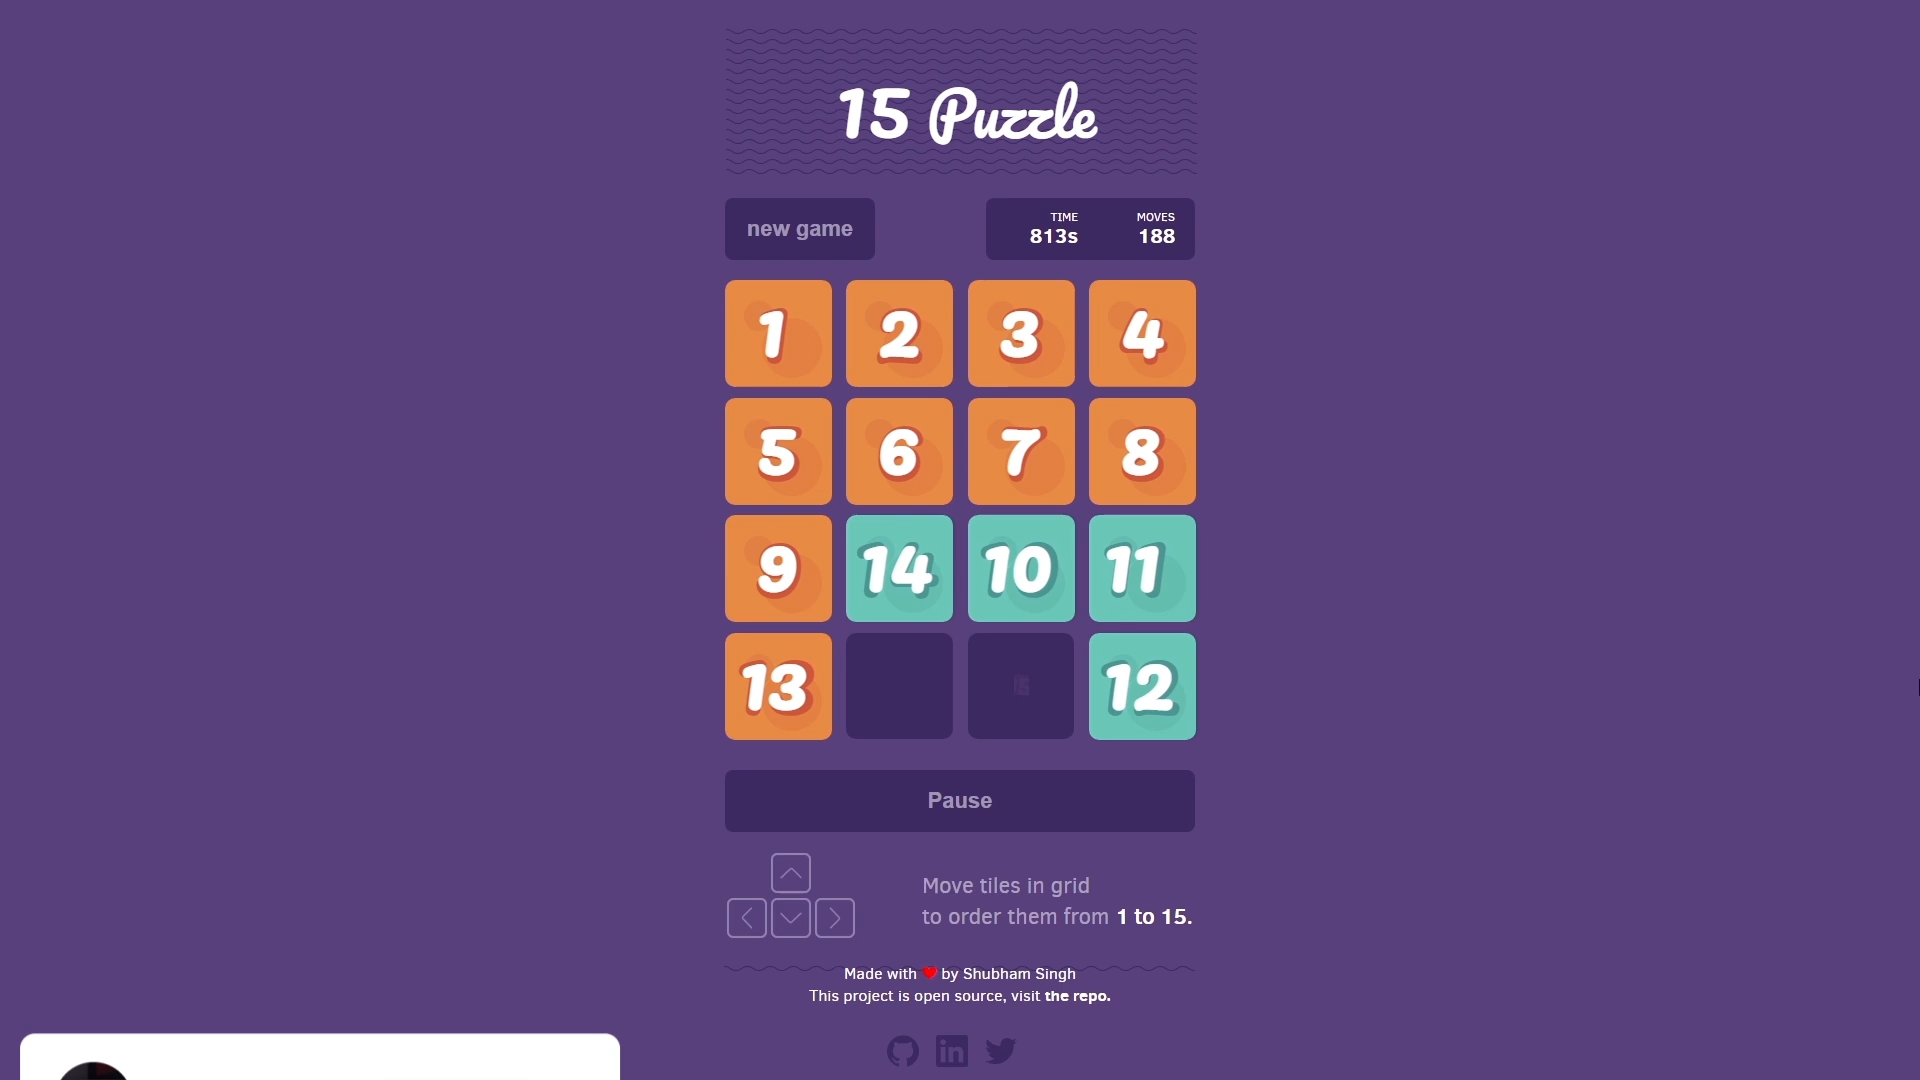 15 Puzzle
new game
TIME
813s
MOVES
188
1 2 3 4
5 6 7 8
9 14 10 11
13 12
Pause
Move tiles in grid
to order them from 1 to 15.
Made with ❤ by Shubham Singh
This project is open source, visit the repo.
in